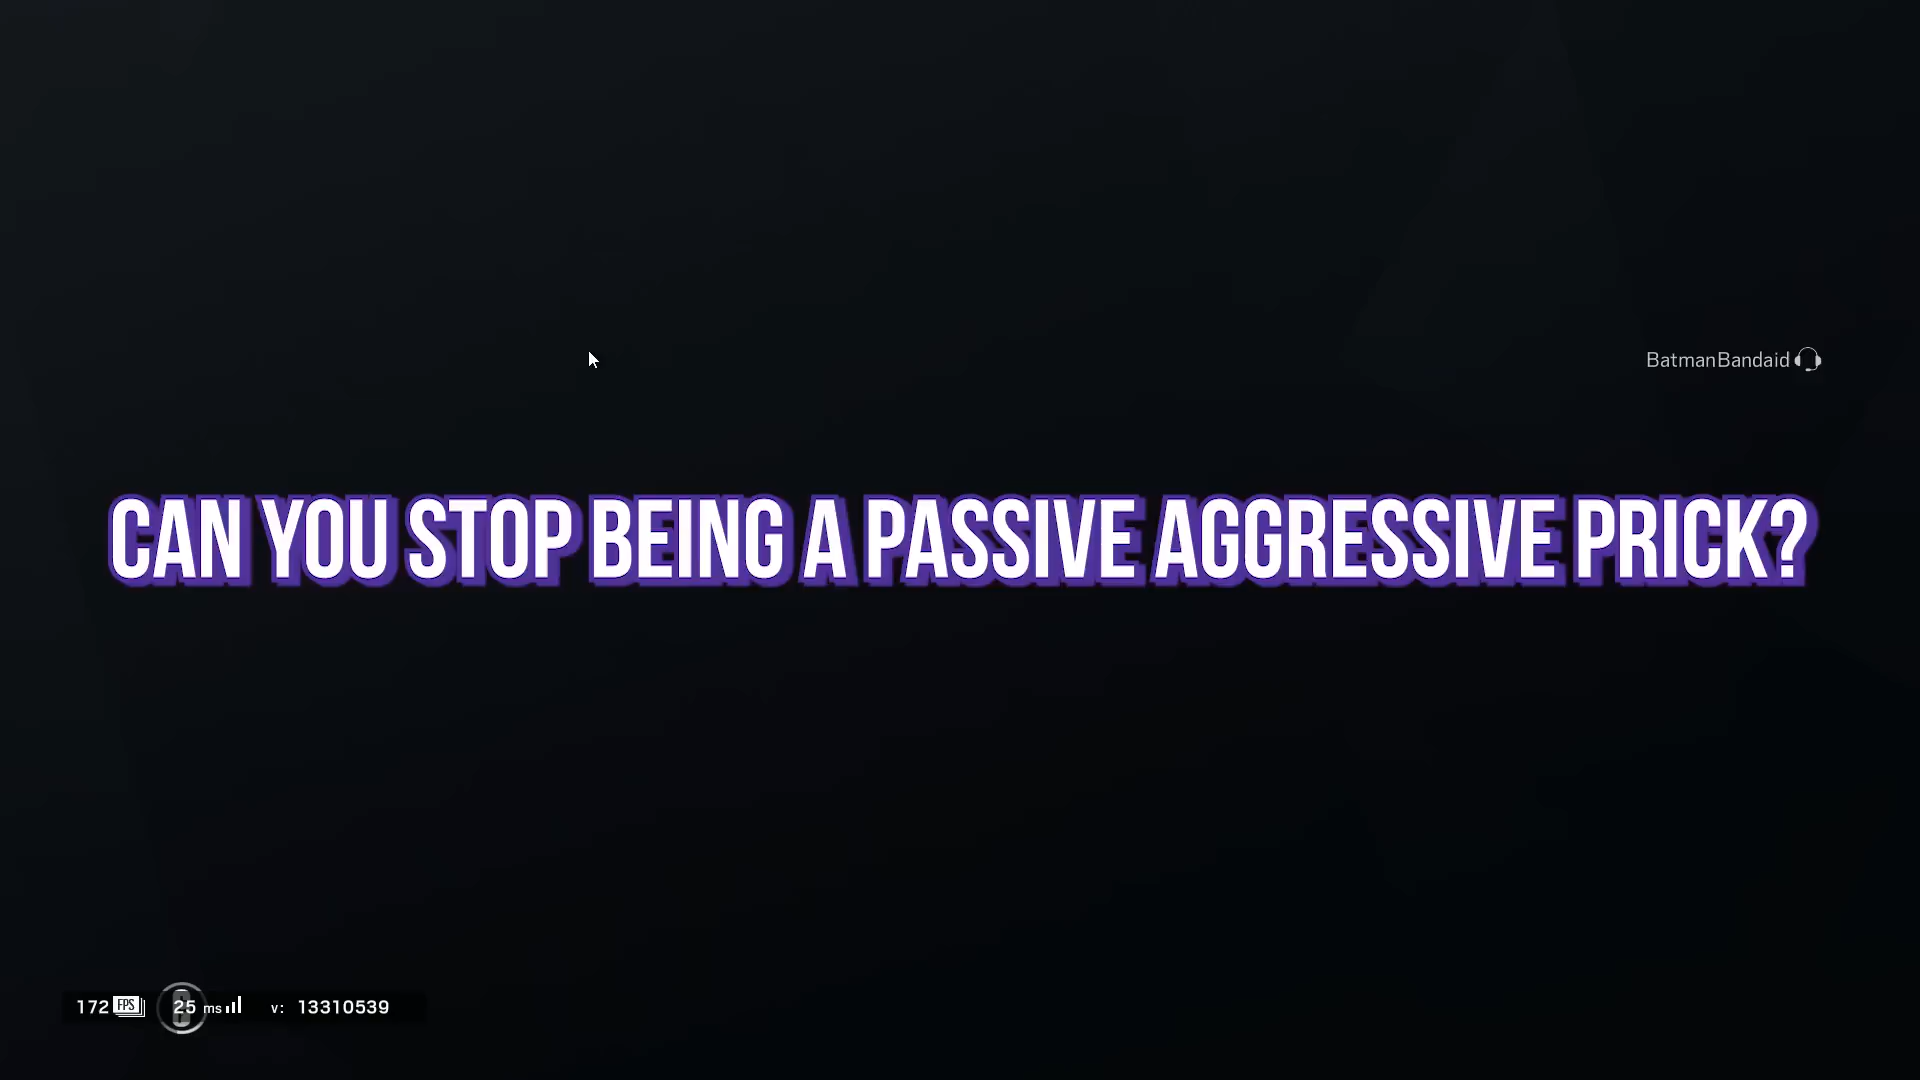 BatmanBandaid
CAN YOU STOP BEING A PASSIVE AGGRESSIVE PRICK?
172 FPS 25 ms v: 13310539